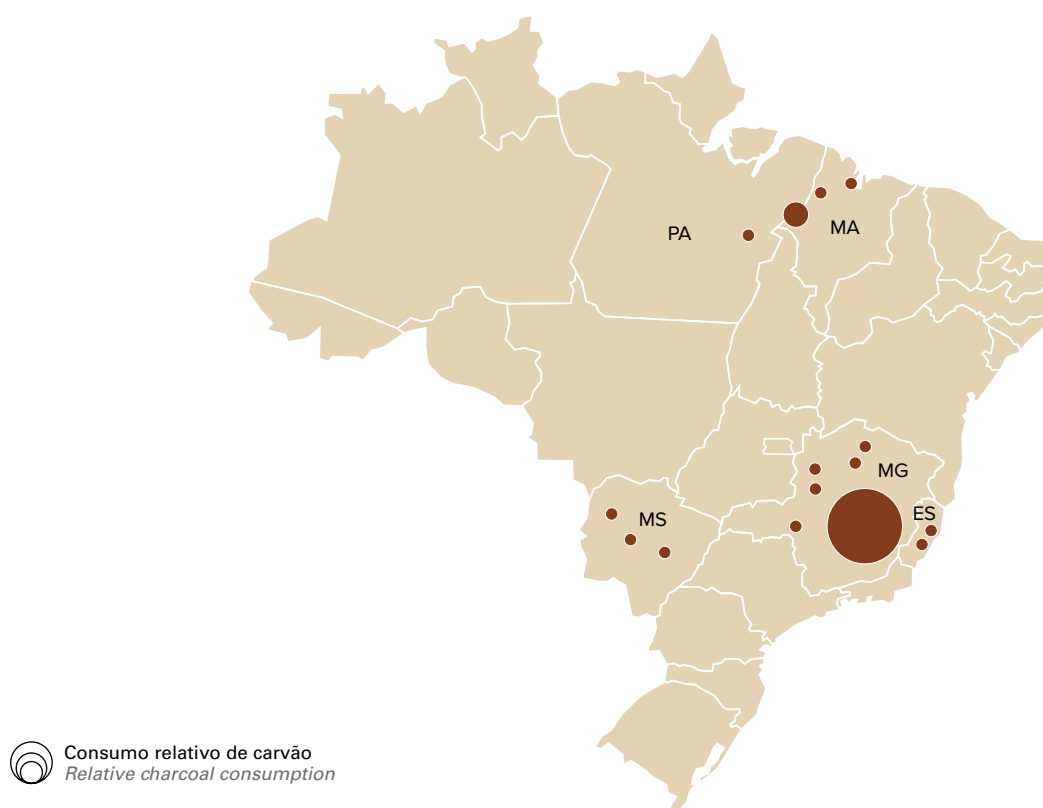 PA
MA
MG
ES
MS
Consumo relativo de carvão
Relative charcoal consumption